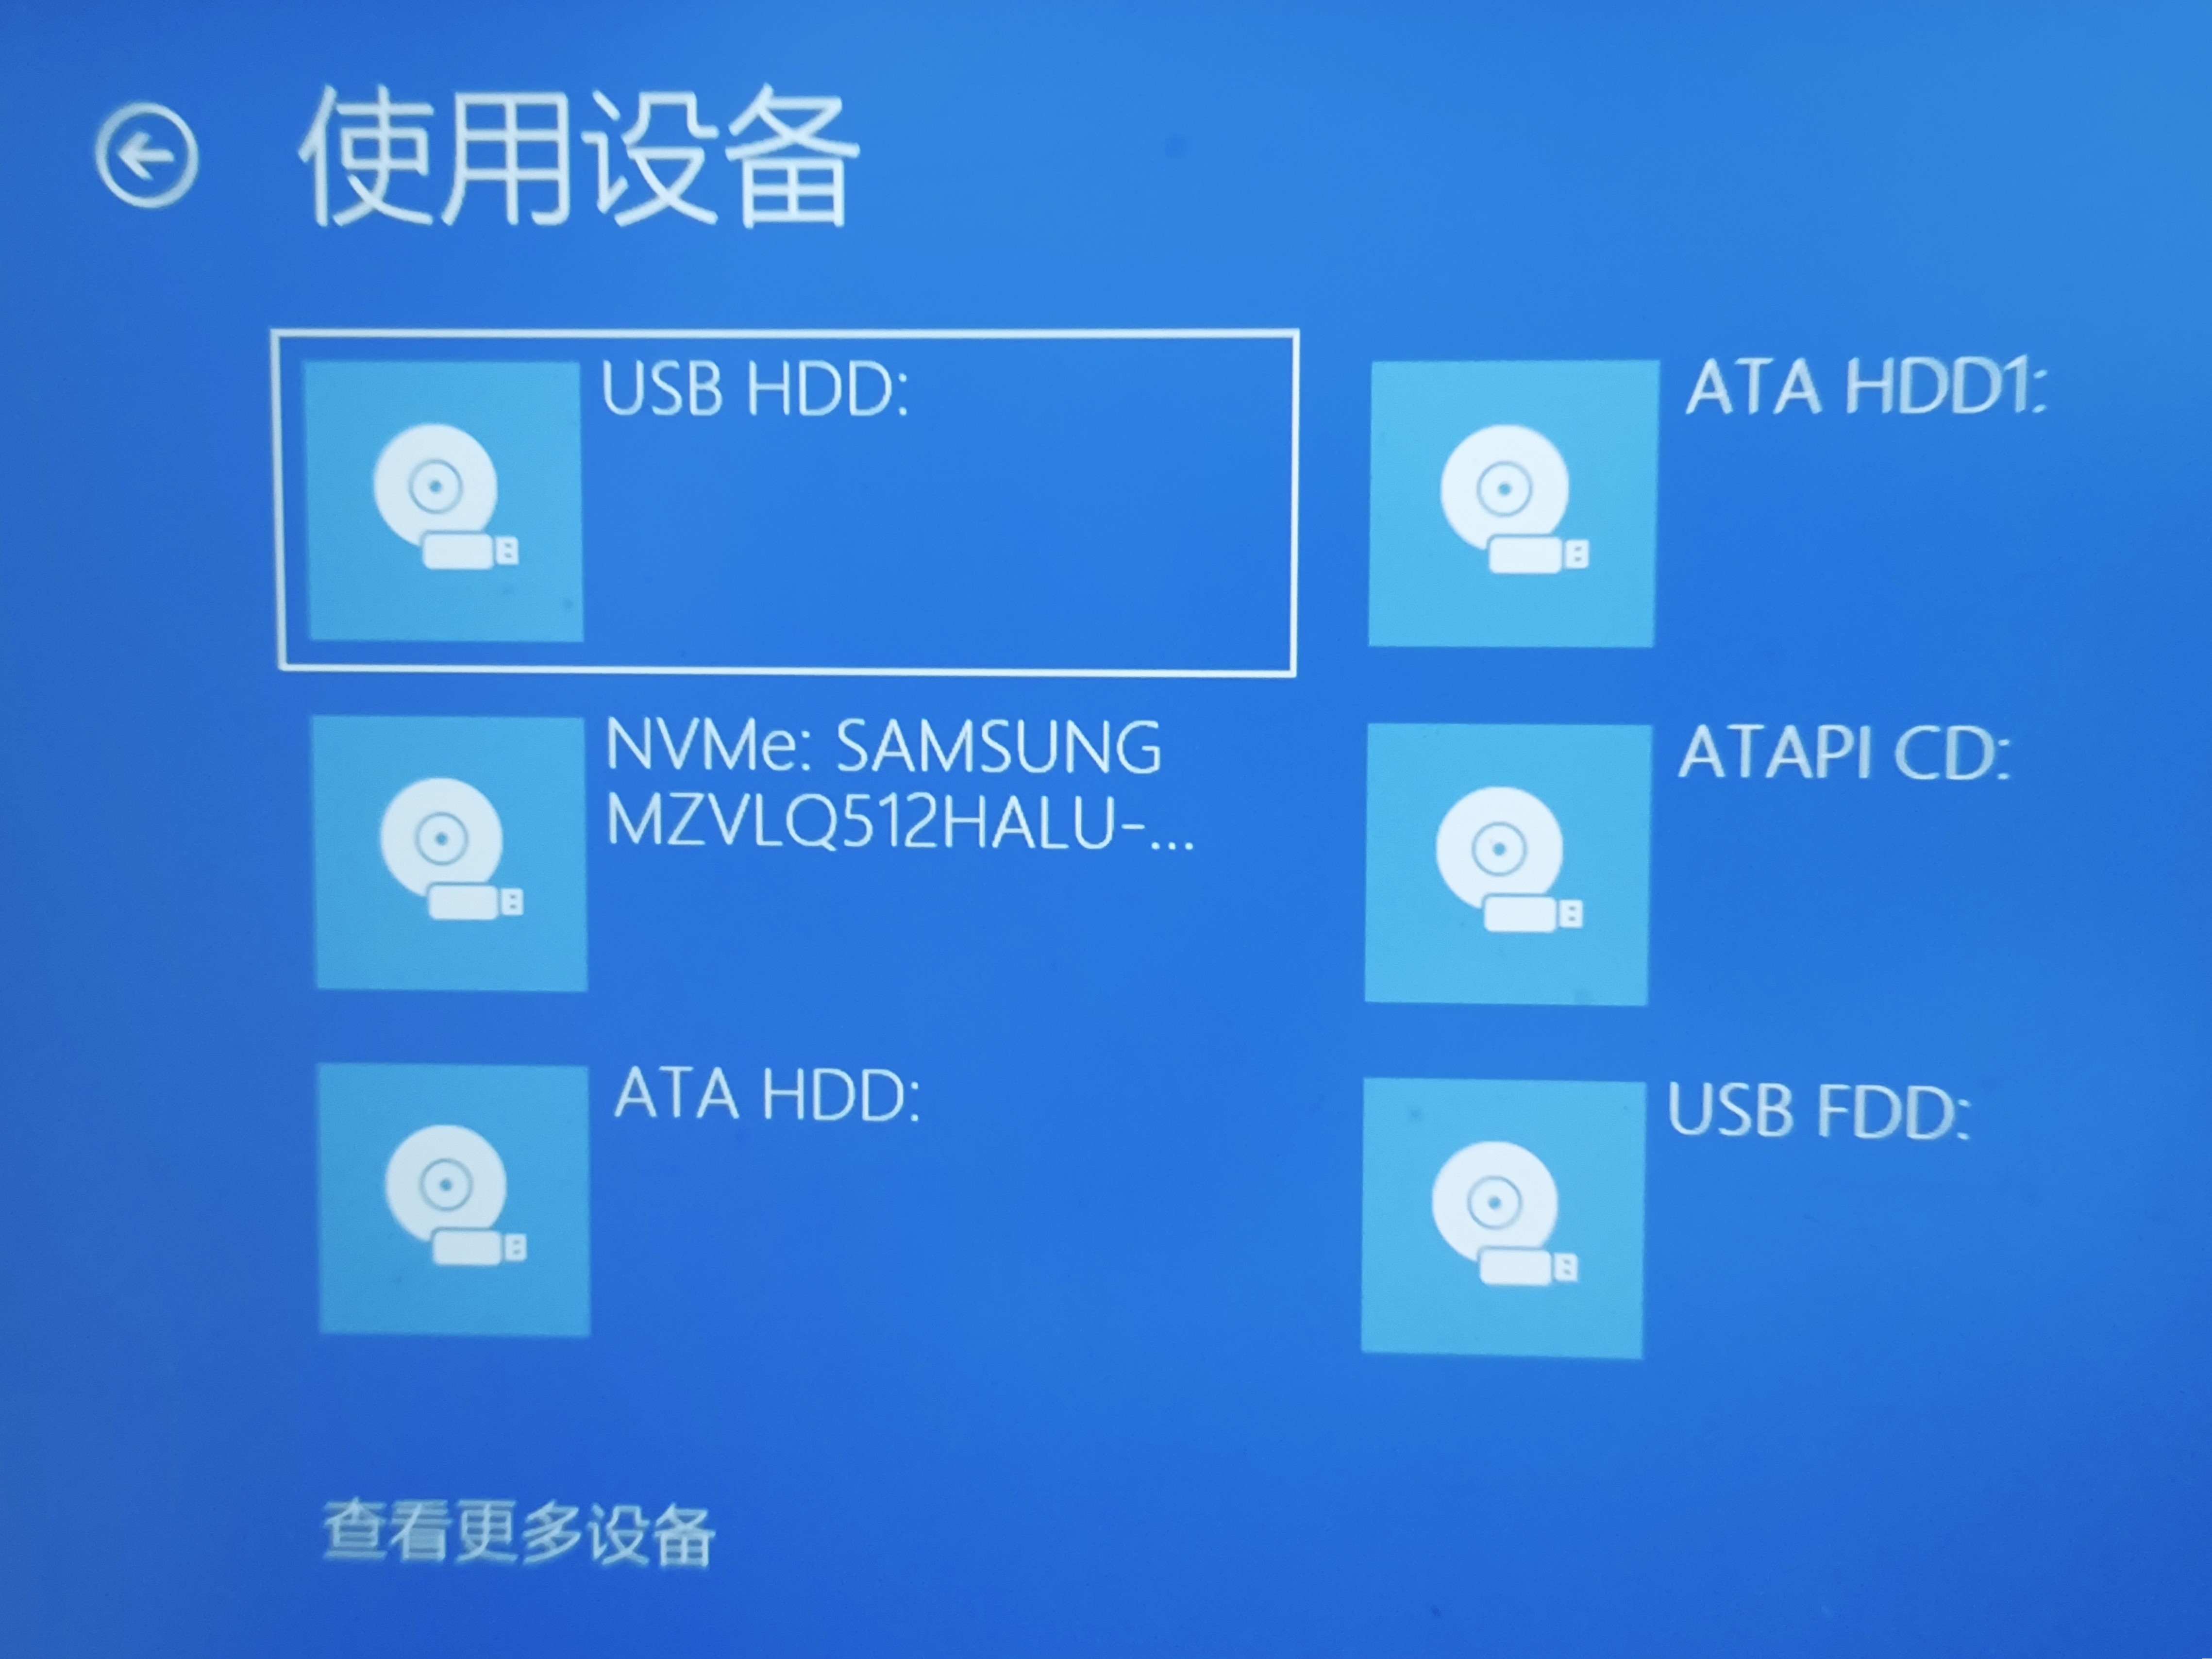 使用设备
USB HDD:
ATA HDD1:
NVMe: SAMSUNG
MZVLQ512HALU-...
ATAPI CD:
ATA HDD:
USB FDD:
查看更多设备